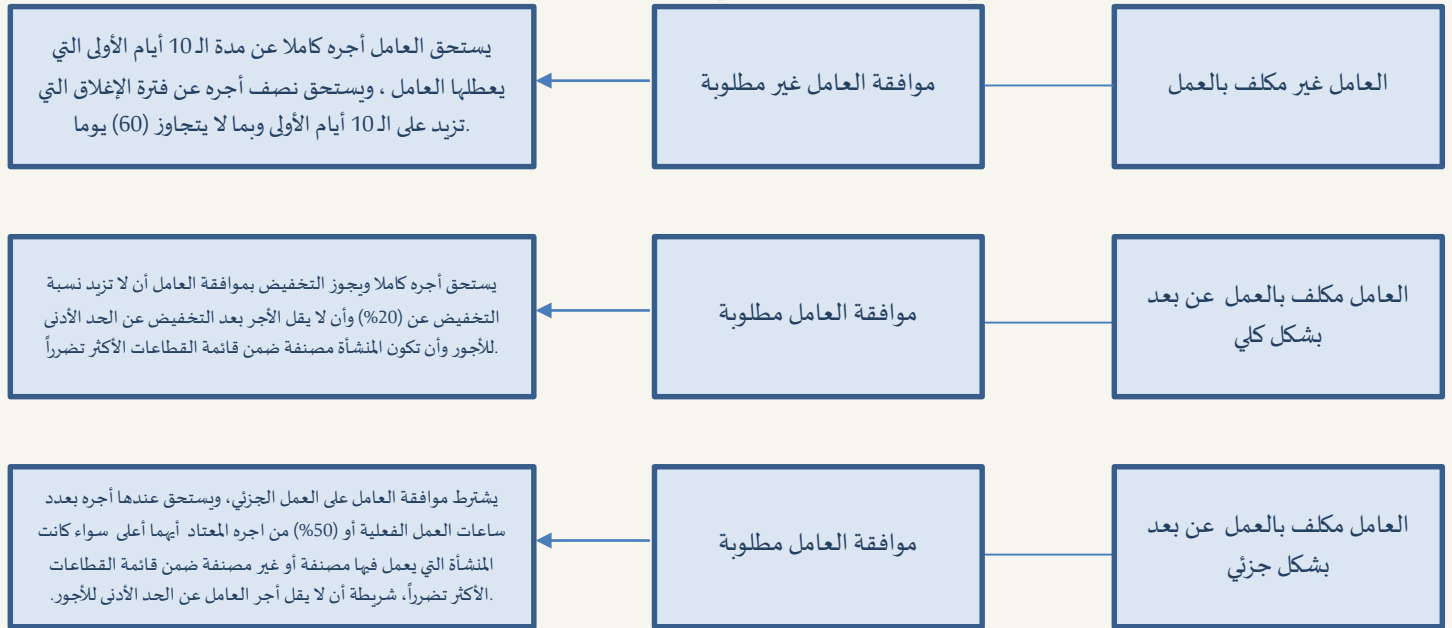 العامل غير مكلف بالعمل
موافقة العامل غير مطلوبة
يستحق العامل أجره كاملا عن مدة الـ 10 أيام الأولى التي
يعطلها العامل ، ويستحق نصف أجره عن فترة الإغلاق التي
تزيد على الـ 10 أيام الأولى وبما لا يتجاوز (60) يوما.
العامل مكلف بالعمل عن بعد
بشكل كلي
موافقة العامل مطلوبة
يستحق أجره كاملا ويجوز التخفيض بموافقة العامل أن لا تزيد نسبة
التخفيض عن (20%) وأن لا يقل الأجر بعد التخفيض عن الحد الأدنى
للأجور وأن تكون المنشأة مصنفة ضمن قائمة القطاعات الأكثر تضرراً.
العامل مكلف بالعمل عن بعد
بشكل جزئي
موافقة العامل مطلوبة
يشترط موافقة العامل على العمل الجزئي، ويستحق عندها أجره بعدد
ساعات العمل الفعلية أو (50%) من اجره المعتاد أيهما أعلى سواء كانت
المنشأة التي يعمل فيها مصنفة أو غير مصنفة ضمن قائمة القطاعات
الأكثر تضرراً، شريطة أن لا يقل أجر العامل عن الحد الأدنى للأجور.